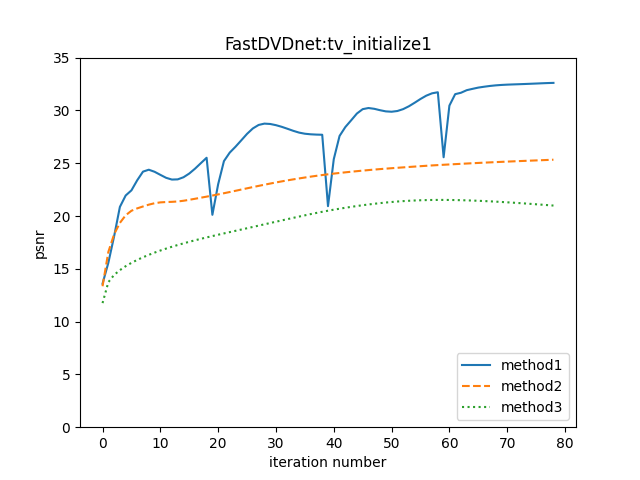 FastDVDnet:tv_initialize1
psnr
35
30
25
20
15
10
5
0
0 10 20 30 40 50 60 70 80
iteration number
method1
method2
method3